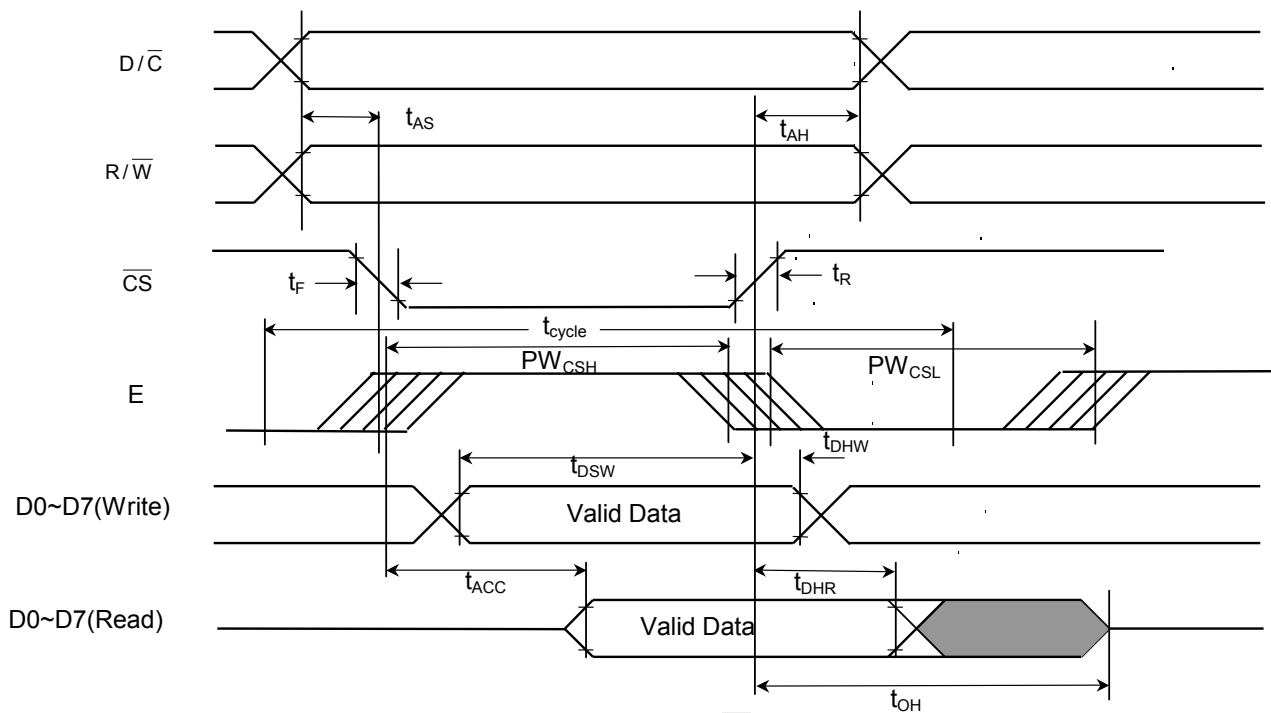 D/C̅
t_AS
t_AH
R/W̅
C̅S̅
t_F
t_R
t_cycle
PW_CSH
PW_CSL
E
t_DHW
t_DSW
D0~D7(Write)
Valid Data
t_ACC
t_DHR
D0~D7(Read)
Valid Data
t_OH